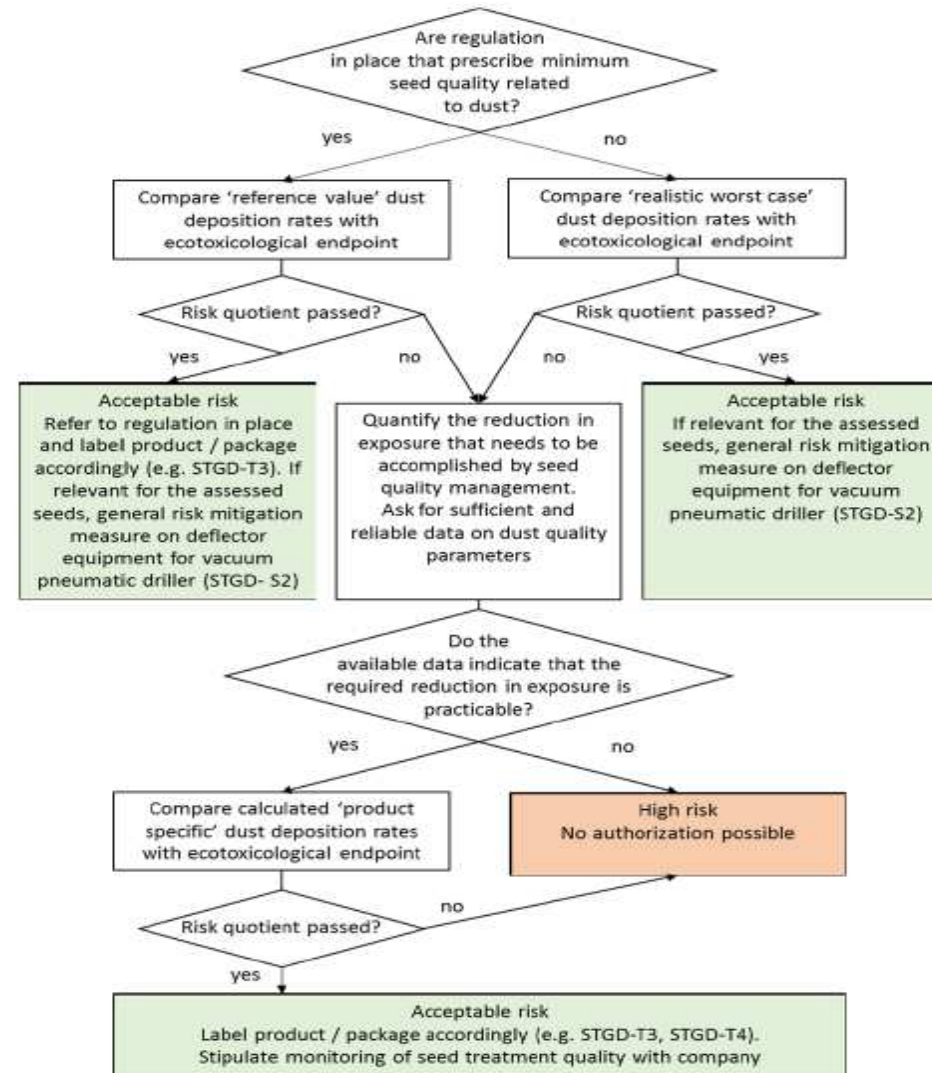 Are regulation
in place that prescribe minimum
seed quality related
to dust?
yes
no
Compare ‘reference value’ dust
deposition rates with
ecotoxicological endpoint
Compare ‘realistic worst case’
dust deposition rates with
ecotoxicological endpoint
Risk quotient passed?
Risk quotient passed?
yes
no
no
yes
Acceptable risk
Refer to regulation in place
and label product / package
accordingly (e.g. STGD-T3). If
relevant for the assessed
seeds, general risk mitigation
measure on deflector
equipment for vacuum
pneumatic driller (STGD- S2)
Quantify the reduction in
exposure that needs to be
accomplished by seed
quality management.
Ask for sufficient and
reliable data on dust quality
parameters
Acceptable risk
If relevant for the assessed
seeds, general risk mitigation
measure on deflector
equipment for vacuum
pneumatic driller (STGD-S2)
Do the
available data indicate that the
required reduction in exposure is
practicable?
yes
no
Compare calculated ‘product
specific’ dust deposition rates
with ecotoxicological endpoint
High risk
No authorization possible
Risk quotient passed?
no
yes
Acceptable risk
Label product / package accordingly (e.g. STGD-T3, STGD-T4).
Stipulate monitoring of seed treatment quality with company